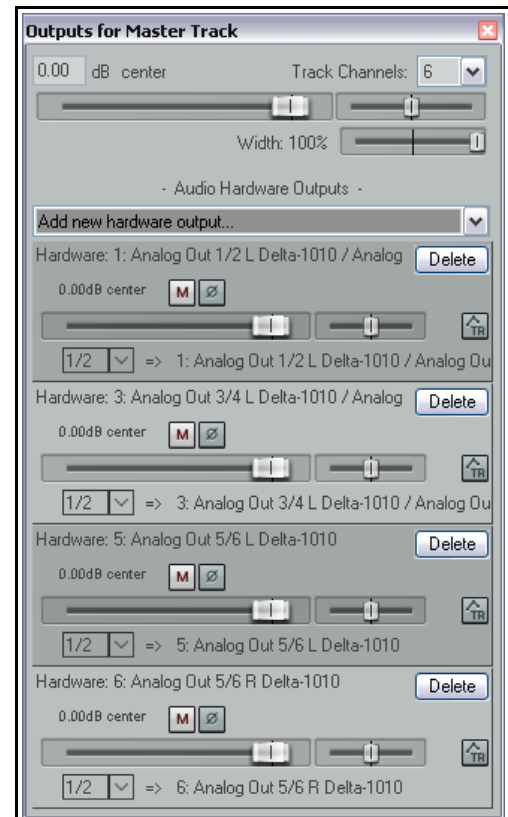 Outputs for Master Track
0.00 dB center Track Channels: 6
Width: 100%
- Audio Hardware Outputs -
Add new hardware output...
Hardware: 1: Analog Out 1/2 L Delta-1010 / Analog Delete
0.00dB center M Ø
TR
1/2 => 1: Analog Out 1/2 L Delta-1010 / Analog Ou
Hardware: 3: Analog Out 3/4 L Delta-1010 / Analog Delete
0.00dB center M Ø
TR
1/2 => 3: Analog Out 3/4 L Delta-1010 / Analog Ou
Hardware: 5: Analog Out 5/6 L Delta-1010 Delete
0.00dB center M Ø
TR
1/2 => 5: Analog Out 5/6 L Delta-1010
Hardware: 6: Analog Out 5/6 R Delta-1010 Delete
0.00dB center M Ø
TR
1/2 => 6: Analog Out 5/6 R Delta-1010